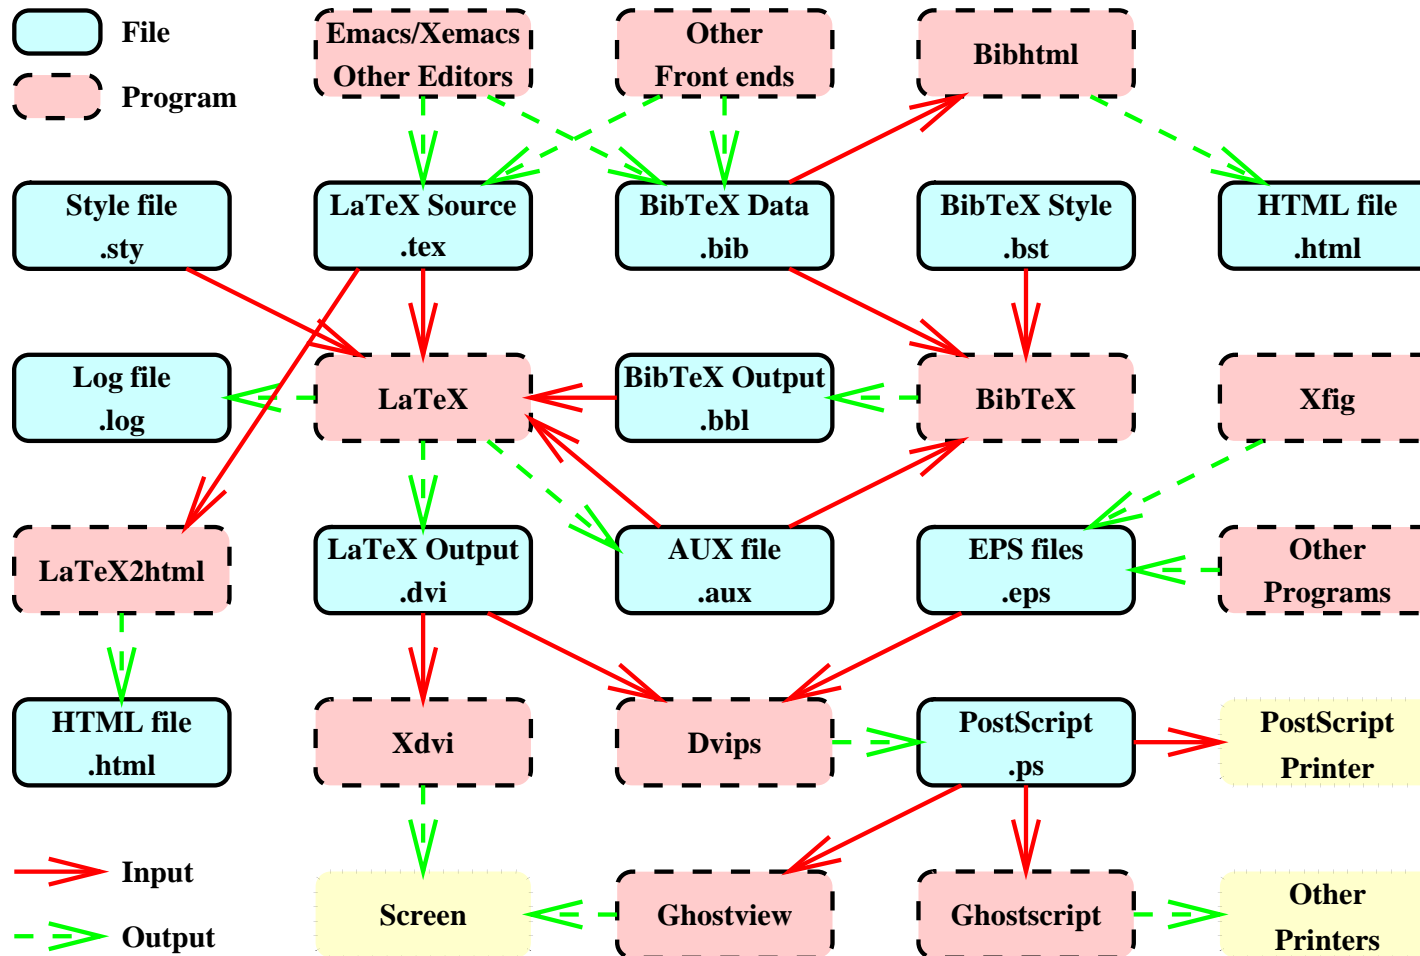 File
Program
Emacs/Xemacs
Other Editors
Other
Front ends
Bibhtml
Style file
.sty
LaTeX Source
.tex
BibTeX Data
.bib
BibTeX Style
.bst
HTML file
.html
Log file
.log
LaTeX
BibTeX Output
.bbl
BibTeX
Xfig
LaTeX2html
LaTeX Output
.dvi
AUX file
.aux
EPS files
.eps
Other
Programs
HTML file
.html
Xdvi
Dvips
PostScript
.ps
PostScript
Printer
Input
Output
Screen
Ghostview
Ghostscript
Other
Printers